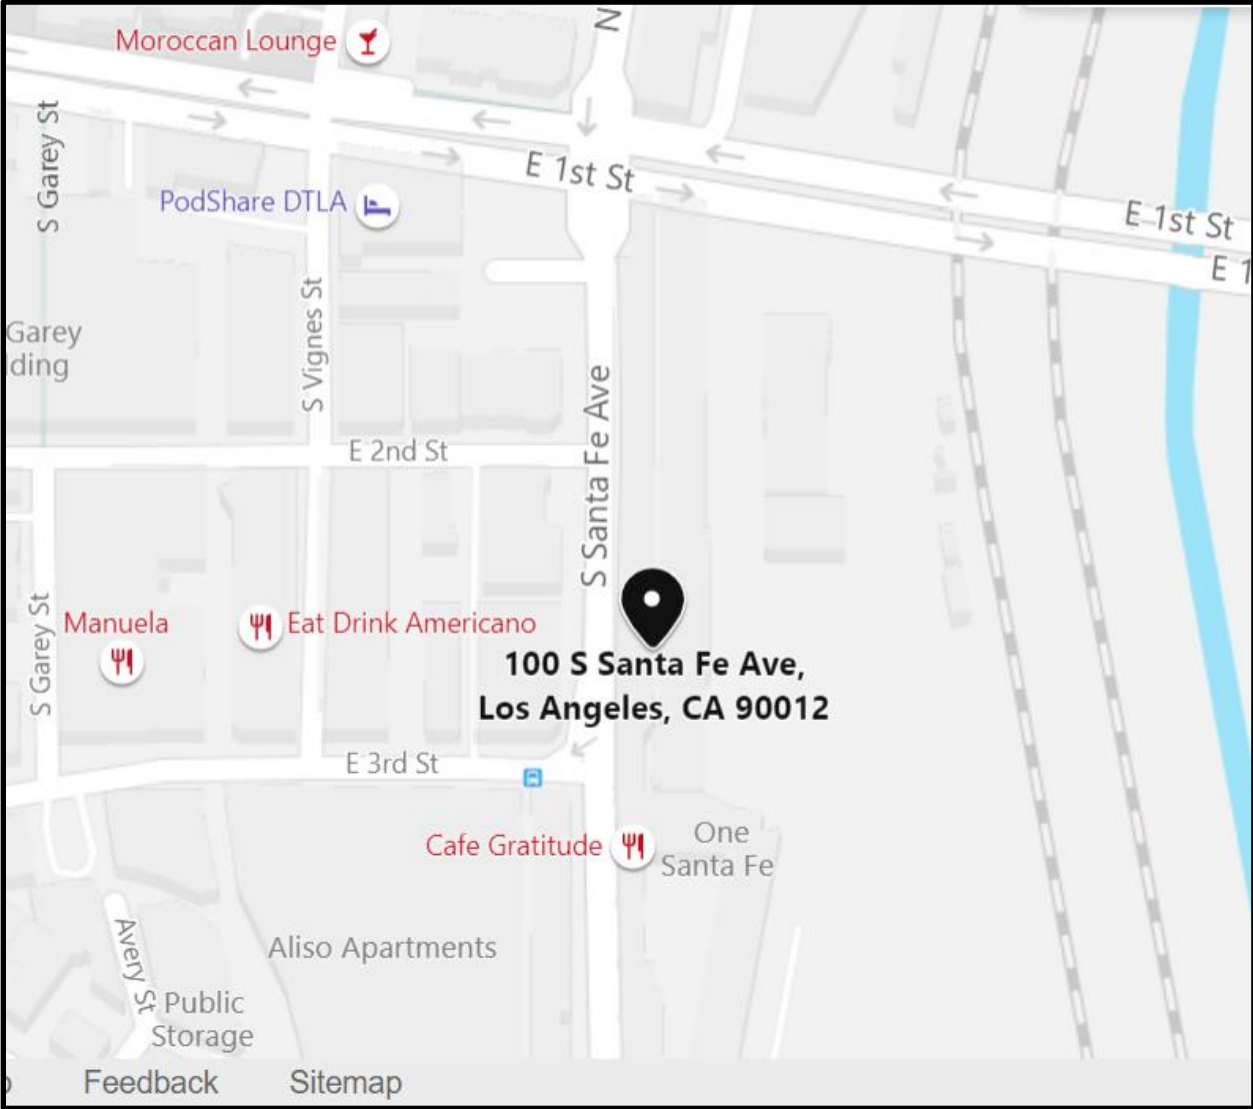 Moroccan Lounge
N
S Garey St
E 1st St
PodShare DTLA
E 1st St
E 1
S Vignes St
Garey
lding
S Santa Fe Ave
E 2nd St
S Garey St
Manuela
Eat Drink Americano
100 S Santa Fe Ave,
Los Angeles, CA 90012
E 3rd St
Cafe Gratitude
One
Santa Fe
Aliso Apartments
Avery St
Public
Storage
Feedback Sitemap